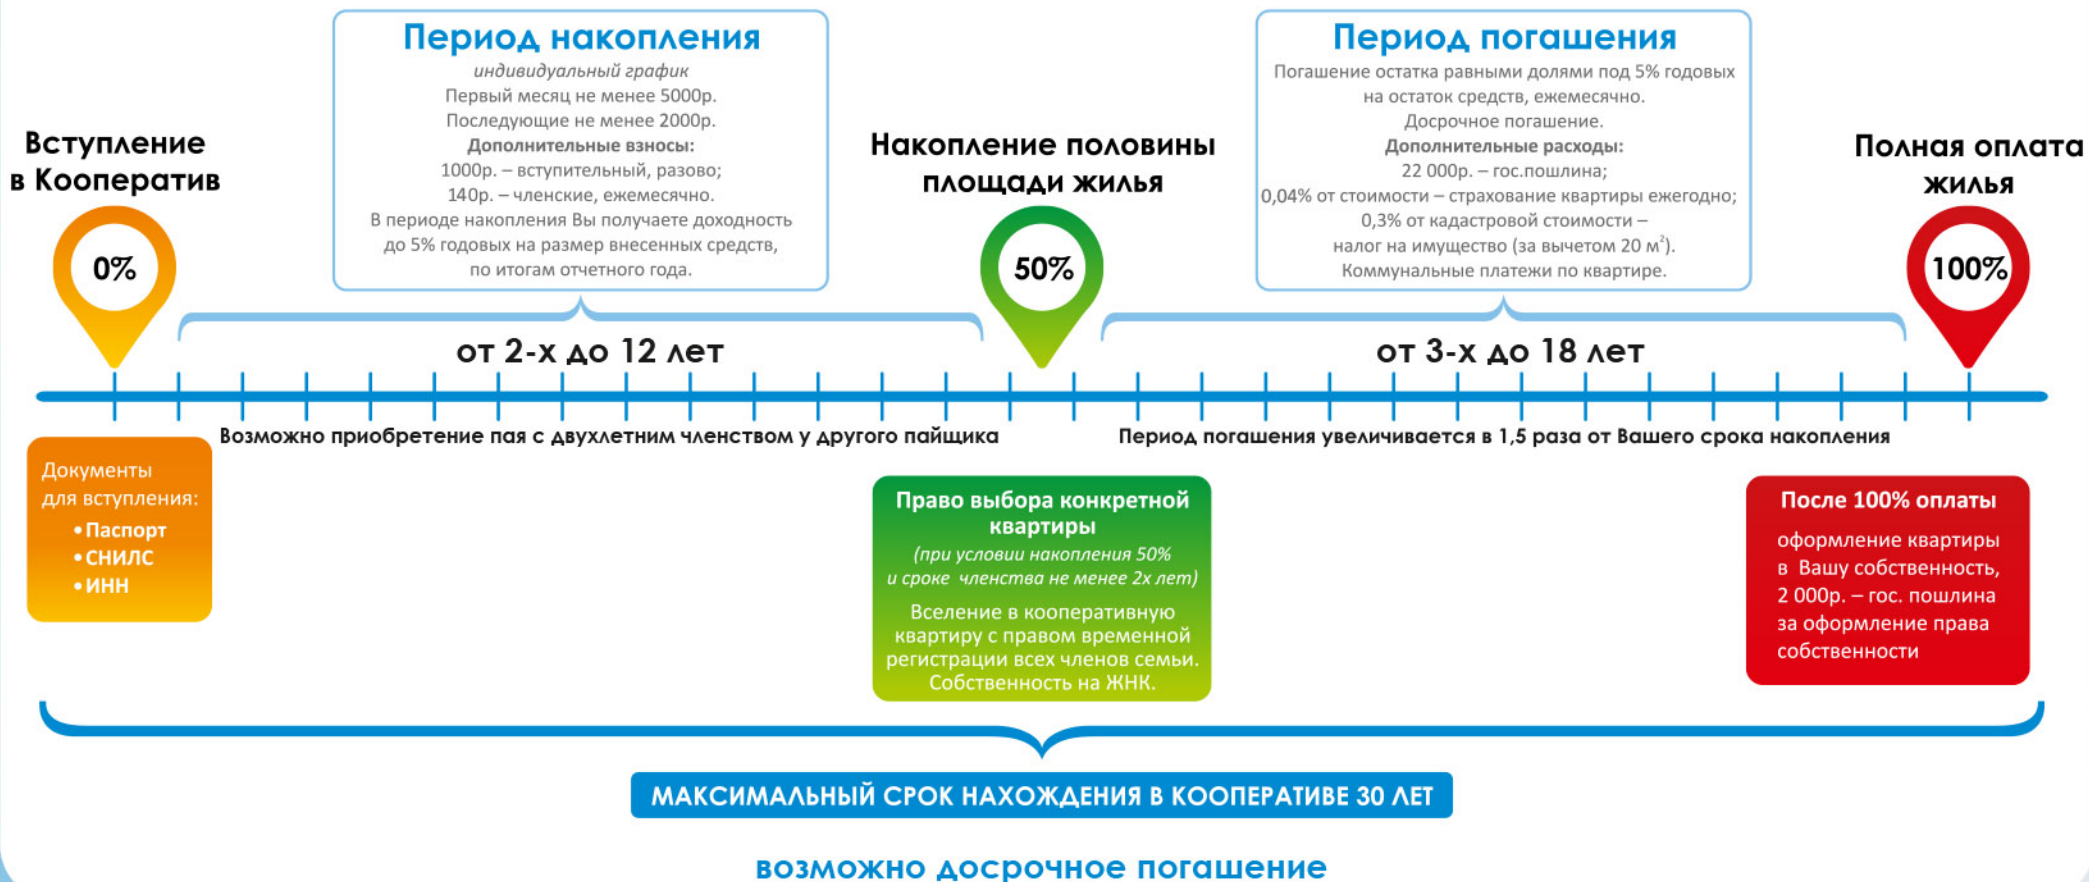 Период накопления
индивидуальный график
Первый месяц не менее 5000р.
Последующие не менее 2000р.
Дополнительные взносы:
1000р. – вступительный, разово;
140р. – членские, ежемесячно.
В периоде накопления Вы получаете доходность
до 5% годовых на размер внесенных средств,
по итогам отчетного года.
Период погашения
Погашение остатка равными долями под 5% годовых
на остаток средств, ежемесячно.
Досрочное погашение.
Дополнительные расходы:
22 000р. – гос.пошлина;
0,04% от стоимости – страхование квартиры ежегодно;
0,3% от кадастровой стоимости –
налог на имущество (за вычетом 20 м²).
Коммунальные платежи по квартире.
Вступление
в Кооператив
0%
Накопление половины
площади жилья
50%
Полная оплата
жилья
100%
от 2-х до 12 лет
от 3-х до 18 лет
Возможно приобретение пая с двухлетним членством у другого пайщика
Период погашения увеличивается в 1,5 раза от Вашего срока накопления
Документы
для вступления:
• Паспорт
• СНИЛС
• ИНН
Право выбора конкретной
квартиры
(при условии накопления 50%
и сроке членства не менее 2х лет)
Вселение в кооперативную
квартиру с правом временной
регистрации всех членов семьи.
Собственность на ЖНК.
После 100% оплаты
оформление квартиры
в Вашу собственность,
2 000р. – гос. пошлина
за оформление права
собственности
МАКСИМАЛЬНЫЙ СРОК НАХОЖДЕНИЯ В КООПЕРАТИВЕ 30 ЛЕТ
возможно досрочное погашение